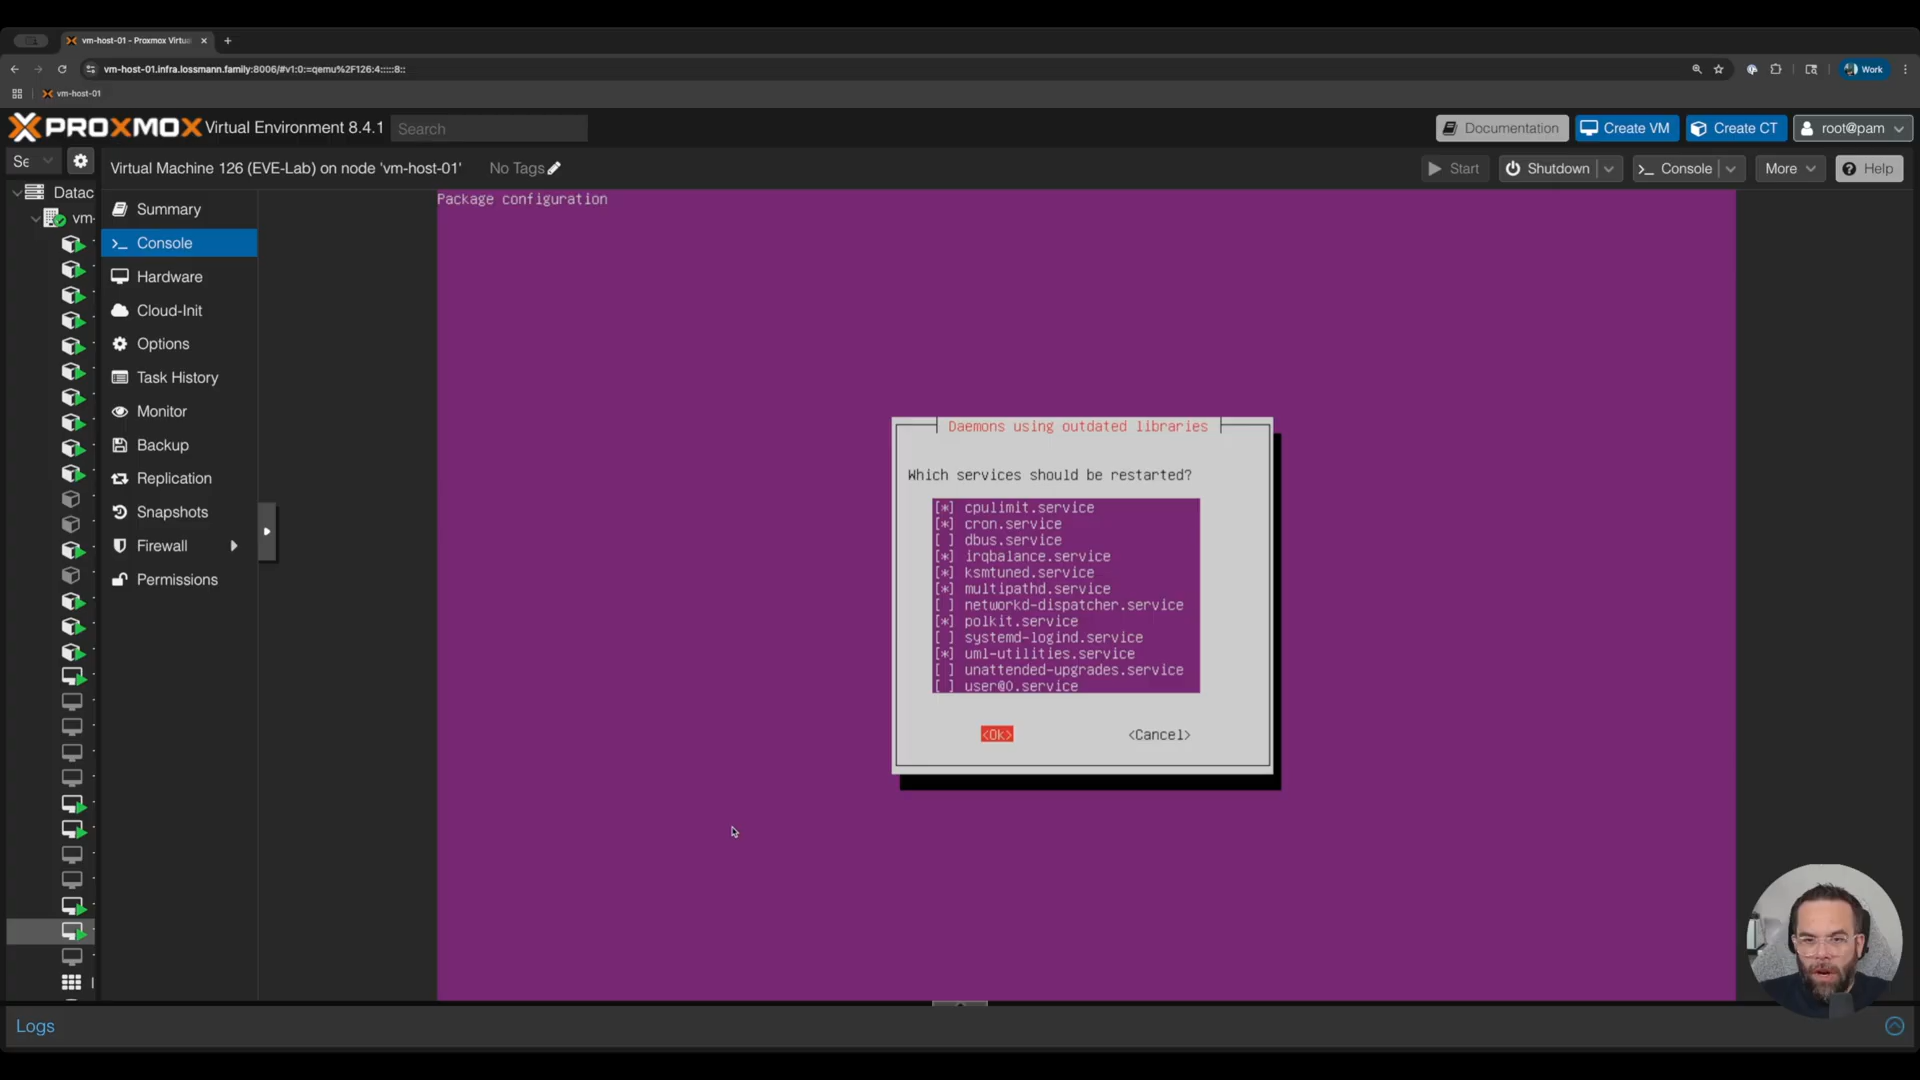 vm-host-01 - Proxmox Virtua
vm-host-01.infra.lossmann.family:8006/#v1:0:=qemu%2F126:4:::::8::
Work
vm-host-01
PROXMOX Virtual Environment 8.4.1
Search
Documentation
Create VM
Create CT
root@pam
Se
Virtual Machine 126 (EVE-Lab) on node 'vm-host-01'
No Tags
Start
Shutdown
Console
More
Help
Datac
vm-
Summary
Console
Hardware
Cloud-Init
Options
Task History
Monitor
Backup
Replication
Snapshots
Firewall
Permissions
Package configuration
Daemons using outdated libraries
Which services should be restarted?
[*] cpulimit.service
[*] cron.service
[ ] dbus.service
[*] irqbalance.service
[*] ksmtuned.service
[*] multipathd.service
[ ] networkd-dispatcher.service
[*] polkit.service
[ ] systemd-logind.service
[*] uml-utilities.service
[ ] unattended-upgrades.service
[ ] user@0.service
<Ok>
<Cancel>
Logs